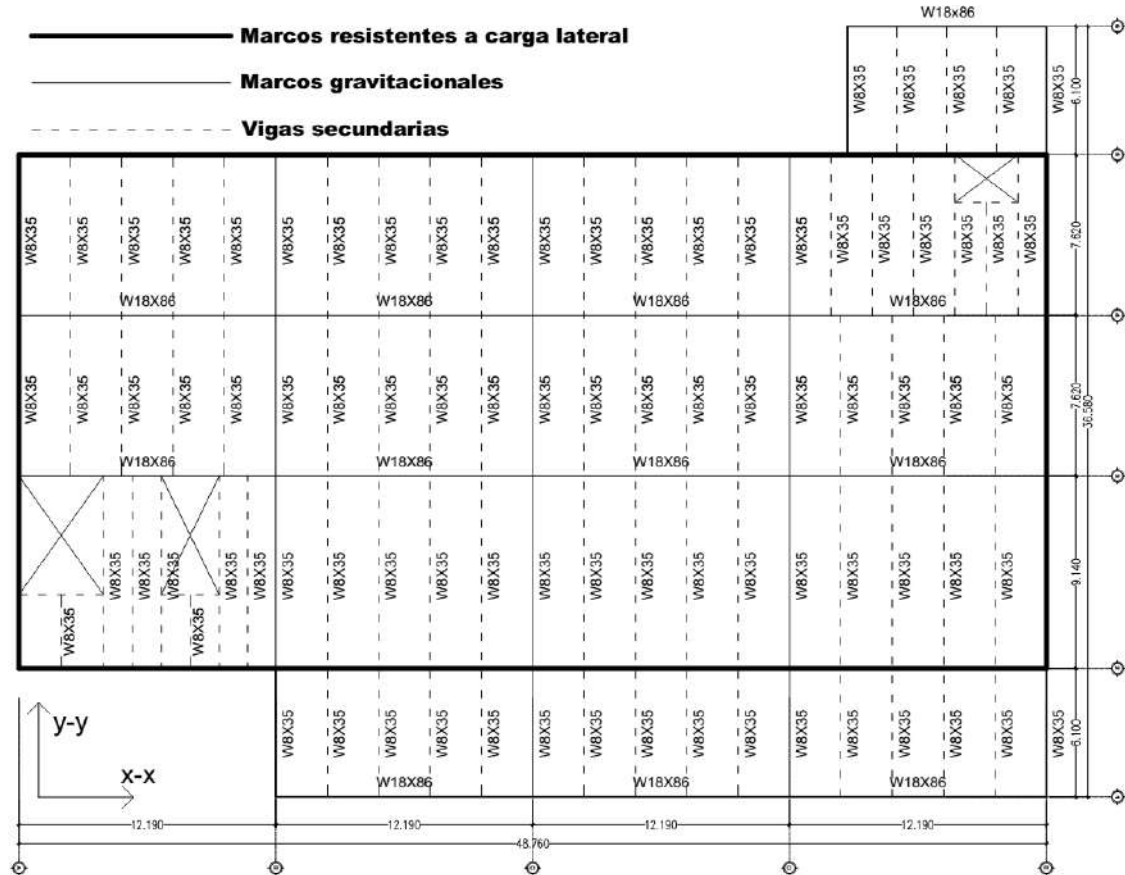 W18x86
Marcos resistentes a carga lateral
Marcos gravitacionales
Vigas secundarias
W8X35 W8X35 W8X35 W8X35 W8X35
6.100
W8X35 W8X35 W8X35 W8X35 W8X35 W8X35 W8X35 W8X35 W8X35 W8X35 W8X35 W8X35 W8X35 W8X35 W8X35 W8X35 W8X35 W8X35 W8X35 W8X35 W8X35 W8X35
7.620
W18X86 W18X86 W18X86 W18X86
W8X35 W8X35 W8X35 W8X35 W8X35 W8X35 W8X35 W8X35 W8X35 W8X35 W8X35 W8X35 W8X35 W8X35 W8X35 W8X35 W8X35 W8X35 W8X35 W8X35
7.620
36.580
W18X86 W18X86 W18X86 W18X86
W8X35 W8X35 W8X35 W8X35 W8X35 W8X35 W8X35 W8X35 W8X35 W8X35 W8X35 W8X35 W8X35 W8X35 W8X35 W8X35 W8X35 W8X35 W8X35 W8X35
9.140
W8X35 W8X35
W8X35 W8X35 W8X35 W8X35 W8X35 W8X35 W8X35 W8X35 W8X35 W8X35 W8X35 W8X35 W8X35 W8X35 W8X35 W8X35
6.100
y-y
x-x
W18X86 W18X86 W18X86
12.190 12.190 12.190 12.190
48.760